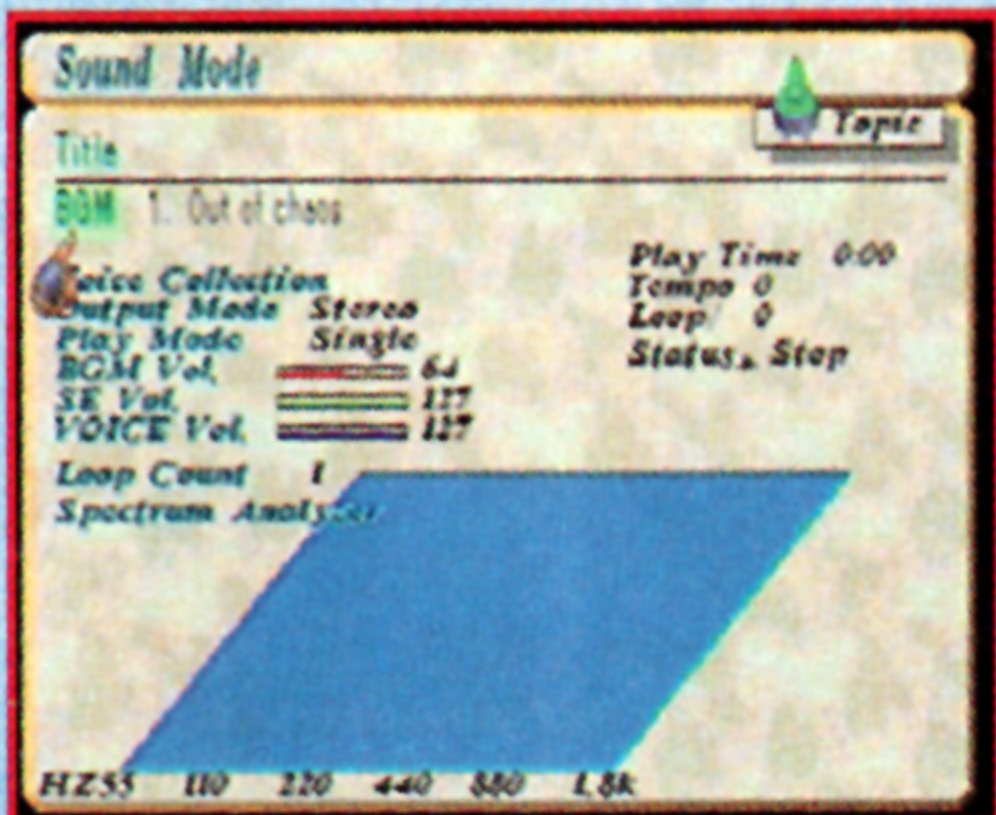 Sound Mode
Topic
Title
BGM 1. Out of chaos
Voice Collection
Output Mode Stereo
Play Mode Single
BGM Vol. 64
SE Vol. 127
VOICE Vol. 127
Loop Count 1
Spectrum Analyzer
Play Time 0:00
Tempo 0
Loop 0
Status Stop
HZ55 110 220 440 880 1.8k